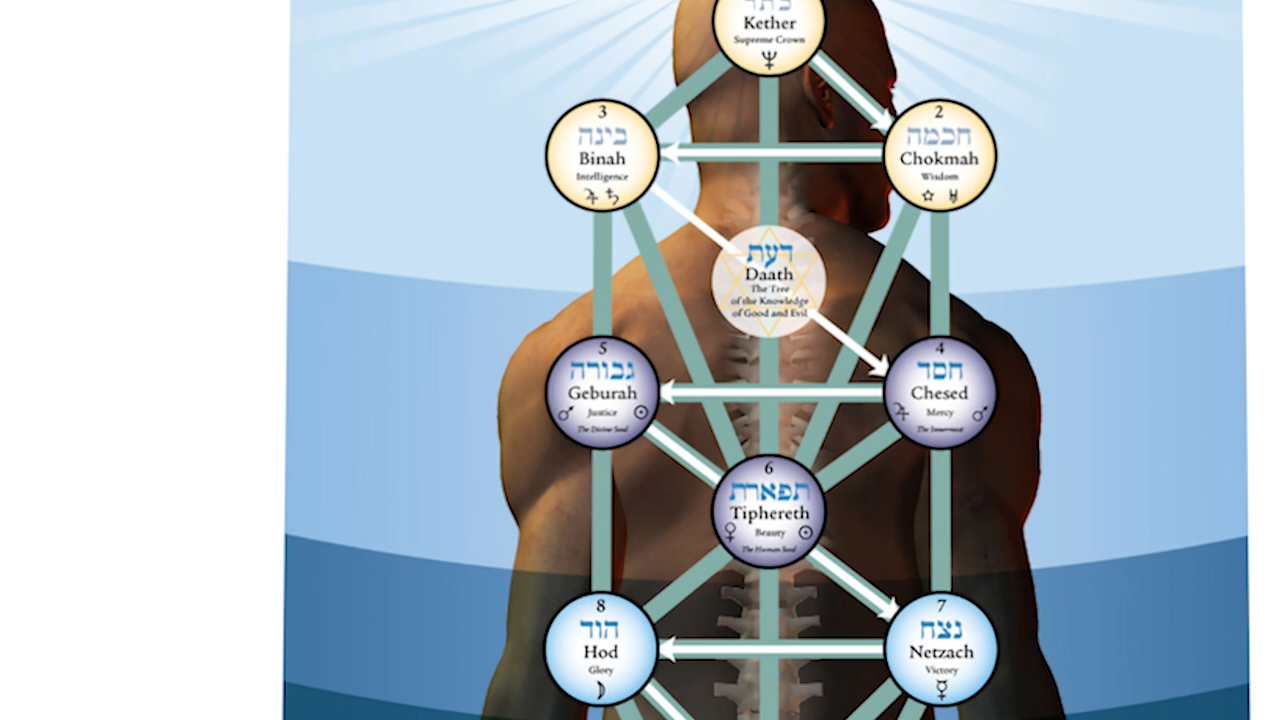 כתר
Kether
Supreme Crown
♆
3
בינה
Binah
Intelligence
♃ ♄
2
חכמה
Chokmah
Wisdom
☆ ♅
דעת
Daath
The Tree
of the Knowledge
of Good and Evil
5
גבורה
Geburah
♂ Justice ☉
The Divine Soul
4
חסד
Chesed
♃ Mercy ♂
The Innermost
6
תפארת
Tiphereth
♀ Beauty ☉
The Human Soul
8
הוד
Hod
Glory
☽
7
נצח
Netzach
Victory
☿